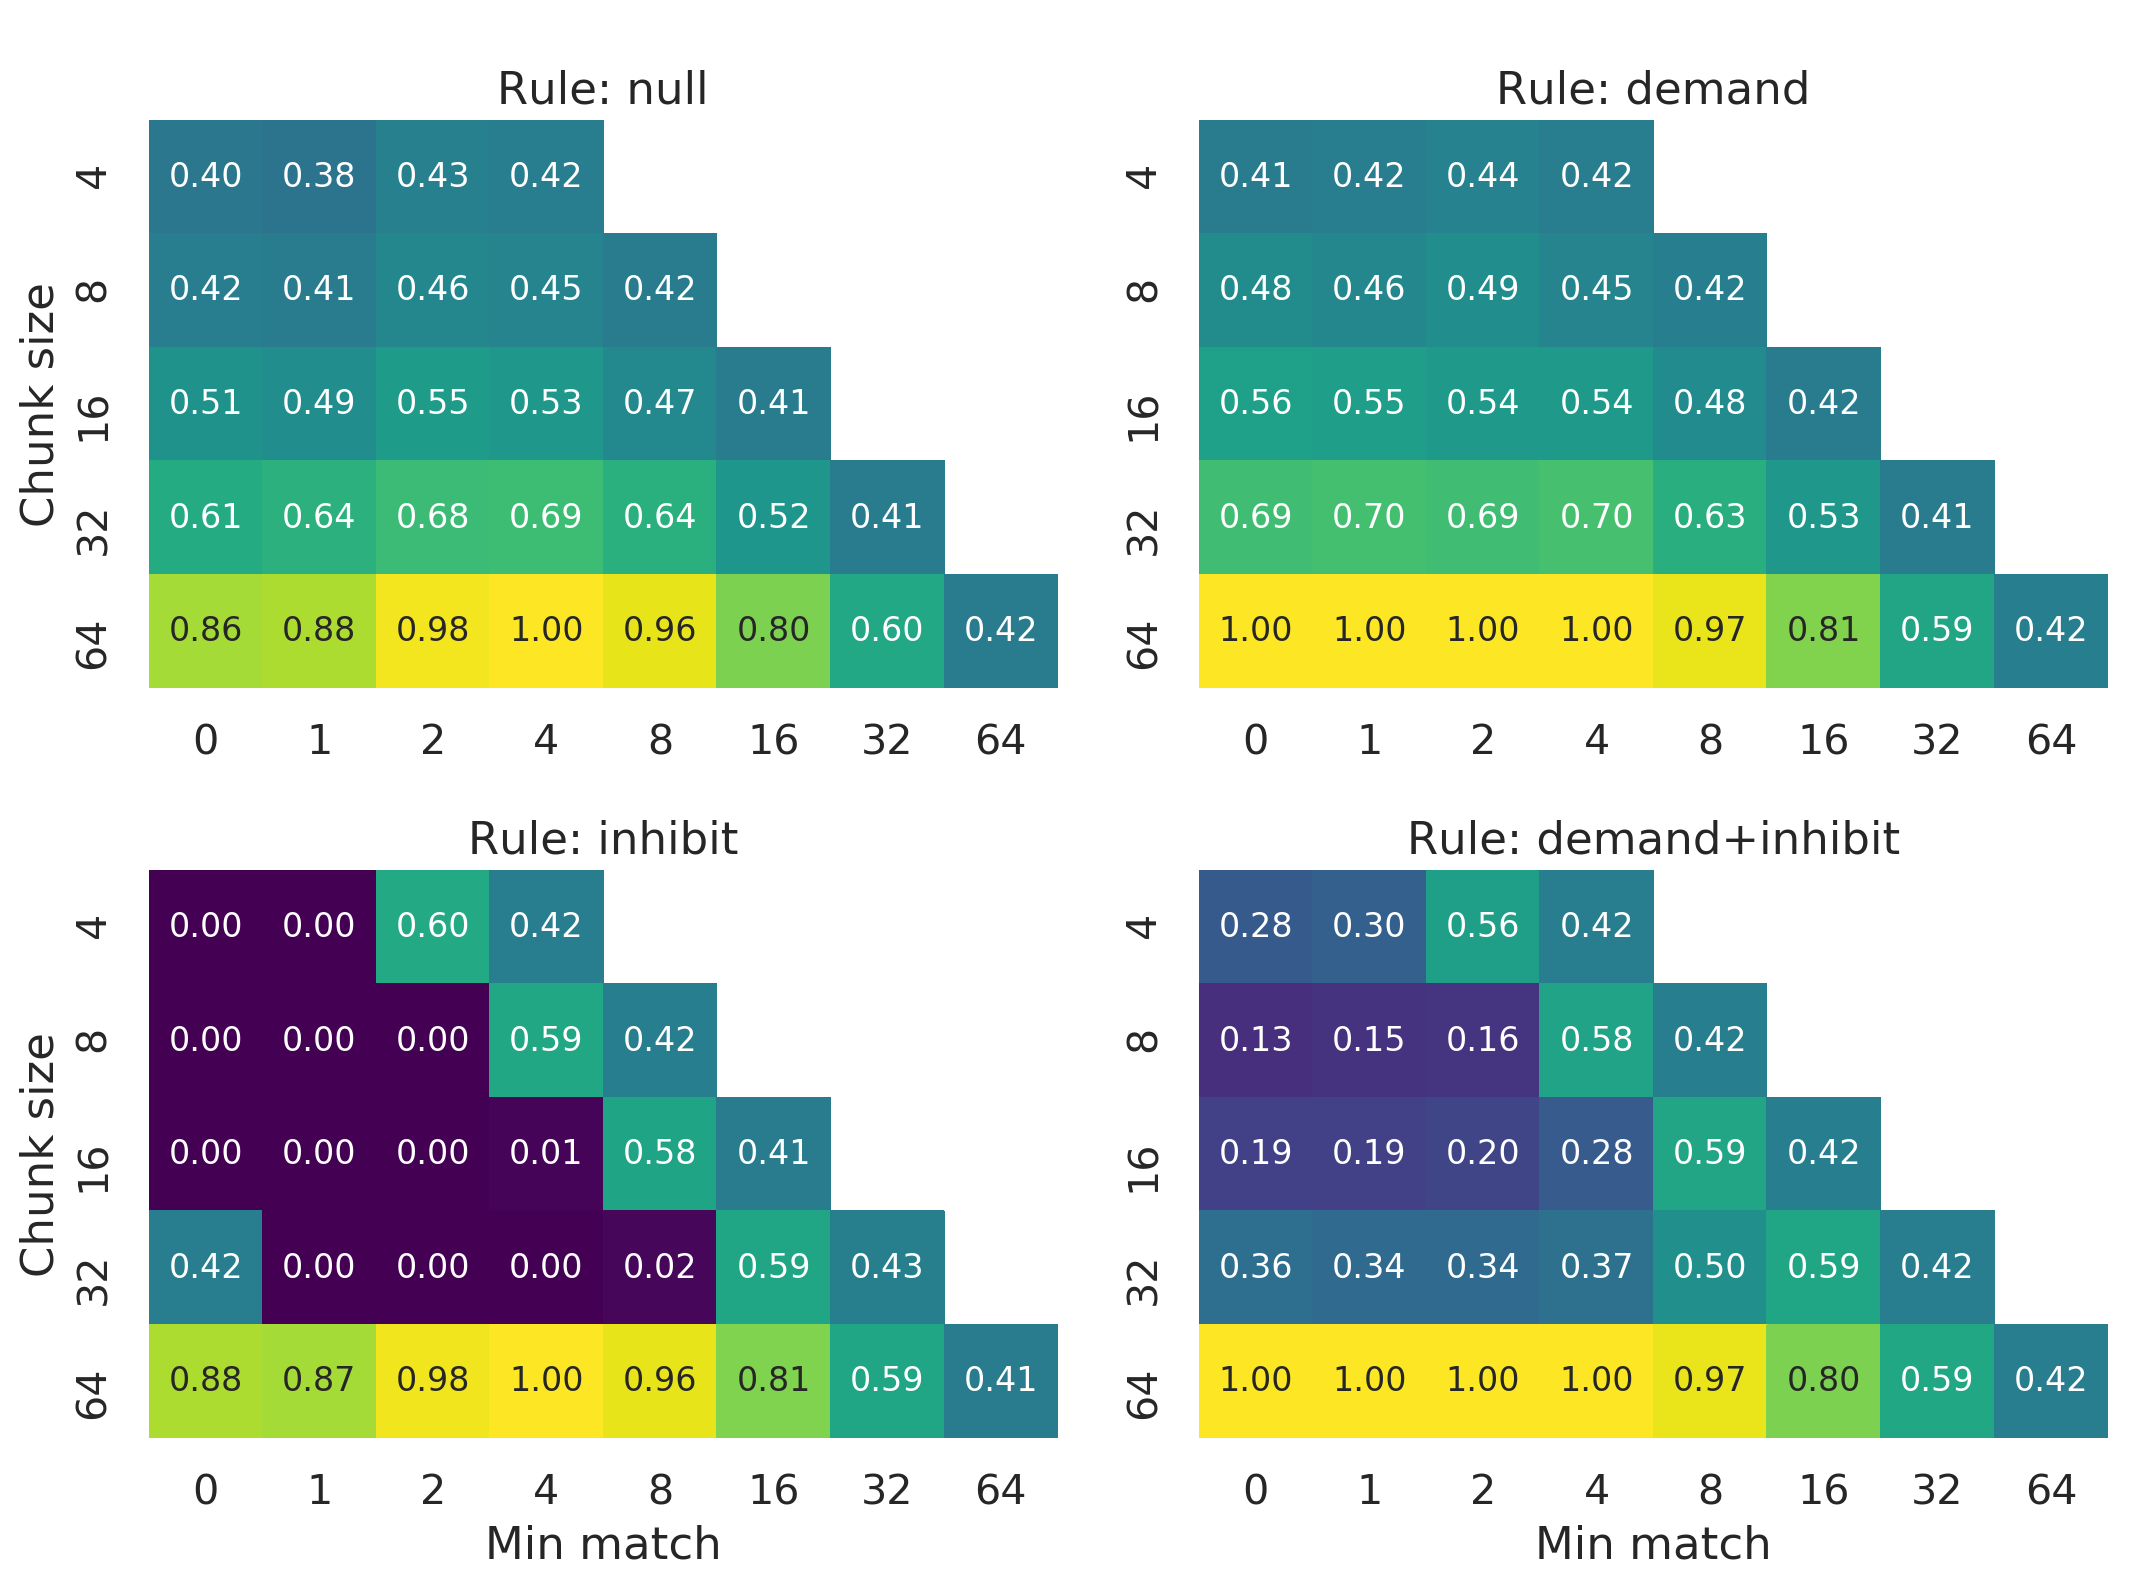 Rule: null
Chunk size
4 0.40 0.38 0.43 0.42
8 0.42 0.41 0.46 0.45 0.42
16 0.51 0.49 0.55 0.53 0.47 0.41
32 0.61 0.64 0.68 0.69 0.64 0.52 0.41
64 0.86 0.88 0.98 1.00 0.96 0.80 0.60 0.42
0 1 2 4 8 16 32 64
Rule: demand
4 0.41 0.42 0.44 0.42
8 0.48 0.46 0.49 0.45 0.42
16 0.56 0.55 0.54 0.54 0.48 0.42
32 0.69 0.70 0.69 0.70 0.63 0.53 0.41
64 1.00 1.00 1.00 1.00 0.97 0.81 0.59 0.42
0 1 2 4 8 16 32 64
Rule: inhibit
Chunk size
4 0.00 0.00 0.60 0.42
8 0.00 0.00 0.00 0.59 0.42
16 0.00 0.00 0.00 0.01 0.58 0.41
32 0.42 0.00 0.00 0.00 0.02 0.59 0.43
64 0.88 0.87 0.98 1.00 0.96 0.81 0.59 0.41
0 1 2 4 8 16 32 64
Min match
Rule: demand+inhibit
4 0.28 0.30 0.56 0.42
8 0.13 0.15 0.16 0.58 0.42
16 0.19 0.19 0.20 0.28 0.59 0.42
32 0.36 0.34 0.34 0.37 0.50 0.59 0.42
64 1.00 1.00 1.00 1.00 0.97 0.80 0.59 0.42
0 1 2 4 8 16 32 64
Min match